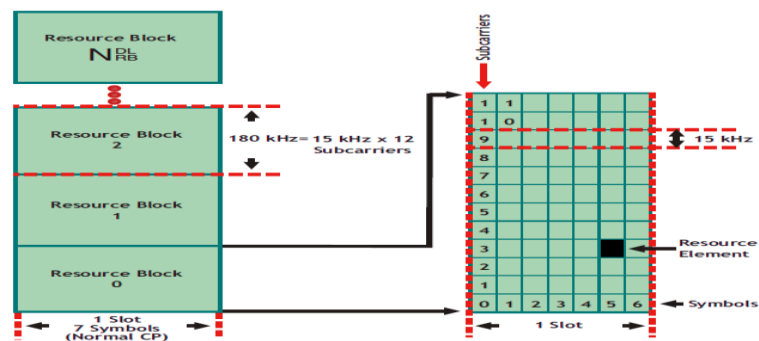 Resource Block
N DL
RB
Resource Block
2
180 kHz= 15 kHz x 12
Subcarriers
Resource Block
1
Resource Block
0
1 Slot
7 Symbols
(Normal CP)
Subcarriers
1 1
1 0
9
8
7
6
5
4
3
2
1
0 1 2 3 4 5 6
15 kHz
Resource
Element
Symbols
1 Slot